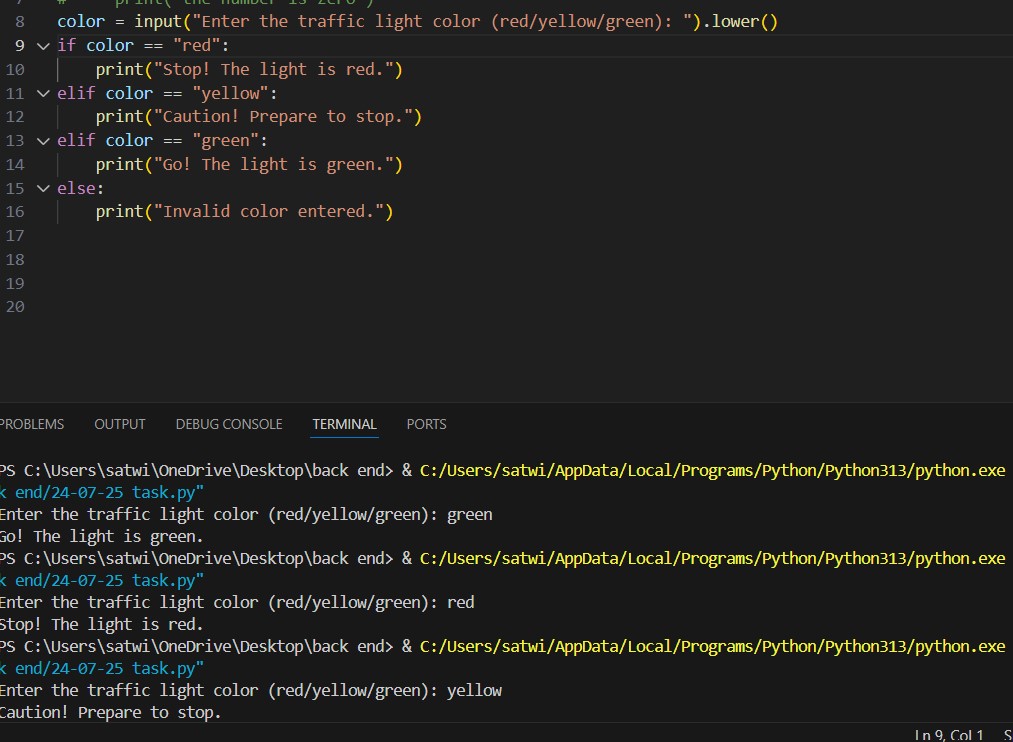 7 #     print( the number is zero )
8 color = input("Enter the traffic light color (red/yellow/green): ").lower()
9 if color == "red":
10     print("Stop! The light is red.")
11 elif color == "yellow":
12     print("Caution! Prepare to stop.")
13 elif color == "green":
14     print("Go! The light is green.")
15 else:
16     print("Invalid color entered.")
17
18
19
20
PROBLEMS OUTPUT DEBUG CONSOLE TERMINAL PORTS
PS C:\Users\satwi\OneDrive\Desktop\back end> & C:/Users/satwi/AppData/Local/Programs/Python/Python313/python.exe
k end/24-07-25 task.py"
Enter the traffic light color (red/yellow/green): green
Go! The light is green.
PS C:\Users\satwi\OneDrive\Desktop\back end> & C:/Users/satwi/AppData/Local/Programs/Python/Python313/python.exe
k end/24-07-25 task.py"
Enter the traffic light color (red/yellow/green): red
Stop! The light is red.
PS C:\Users\satwi\OneDrive\Desktop\back end> & C:/Users/satwi/AppData/Local/Programs/Python/Python313/python.exe
k end/24-07-25 task.py"
Enter the traffic light color (red/yellow/green): yellow
Caution! Prepare to stop.
Ln 9, Col 1 S